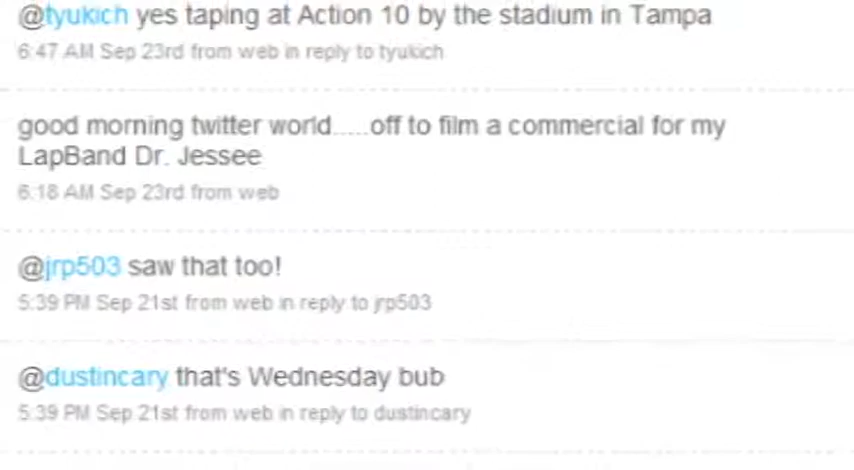 @tyukich yes taping at Action 10 by the stadium in Tampa
6:47 AM Sep 23rd from web in reply to tyukich
good morning twitter world.....off to film a commercial for my
LapBand Dr. Jessee
6:18 AM Sep 23rd from web
@jrp503 saw that too!
5:39 PM Sep 21st from web in reply to jrp503
@dustincary that's Wednesday bub
5:39 PM Sep 21st from web in reply to dustincary